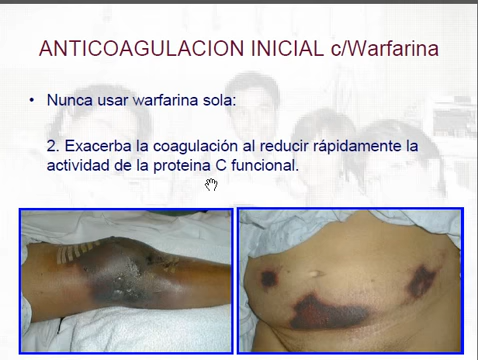 ANTICOAGULACION INICIAL c/Warfarina
• Nunca usar warfarina sola:
2. Exacerba la coagulación al reducir rápidamente la
actividad de la proteina C funcional.